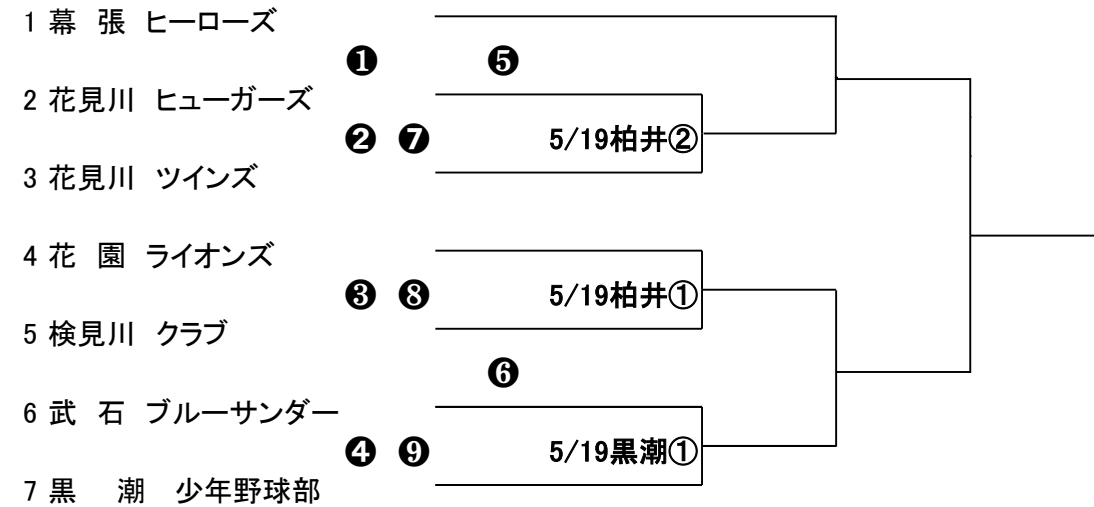 1 幕　張　ヒーローズ
❶ ❺
2 花見川　ヒューガーズ
❷ ❼ 5/19柏井②
3 花見川　ツインズ
4 花　園　ライオンズ
❸ ❽ 5/19柏井①
5 検見川　クラブ
❻
6 武　石　ブルーサンダー
❹ ❾ 5/19黒潮①
7 黒　潮　少年野球部